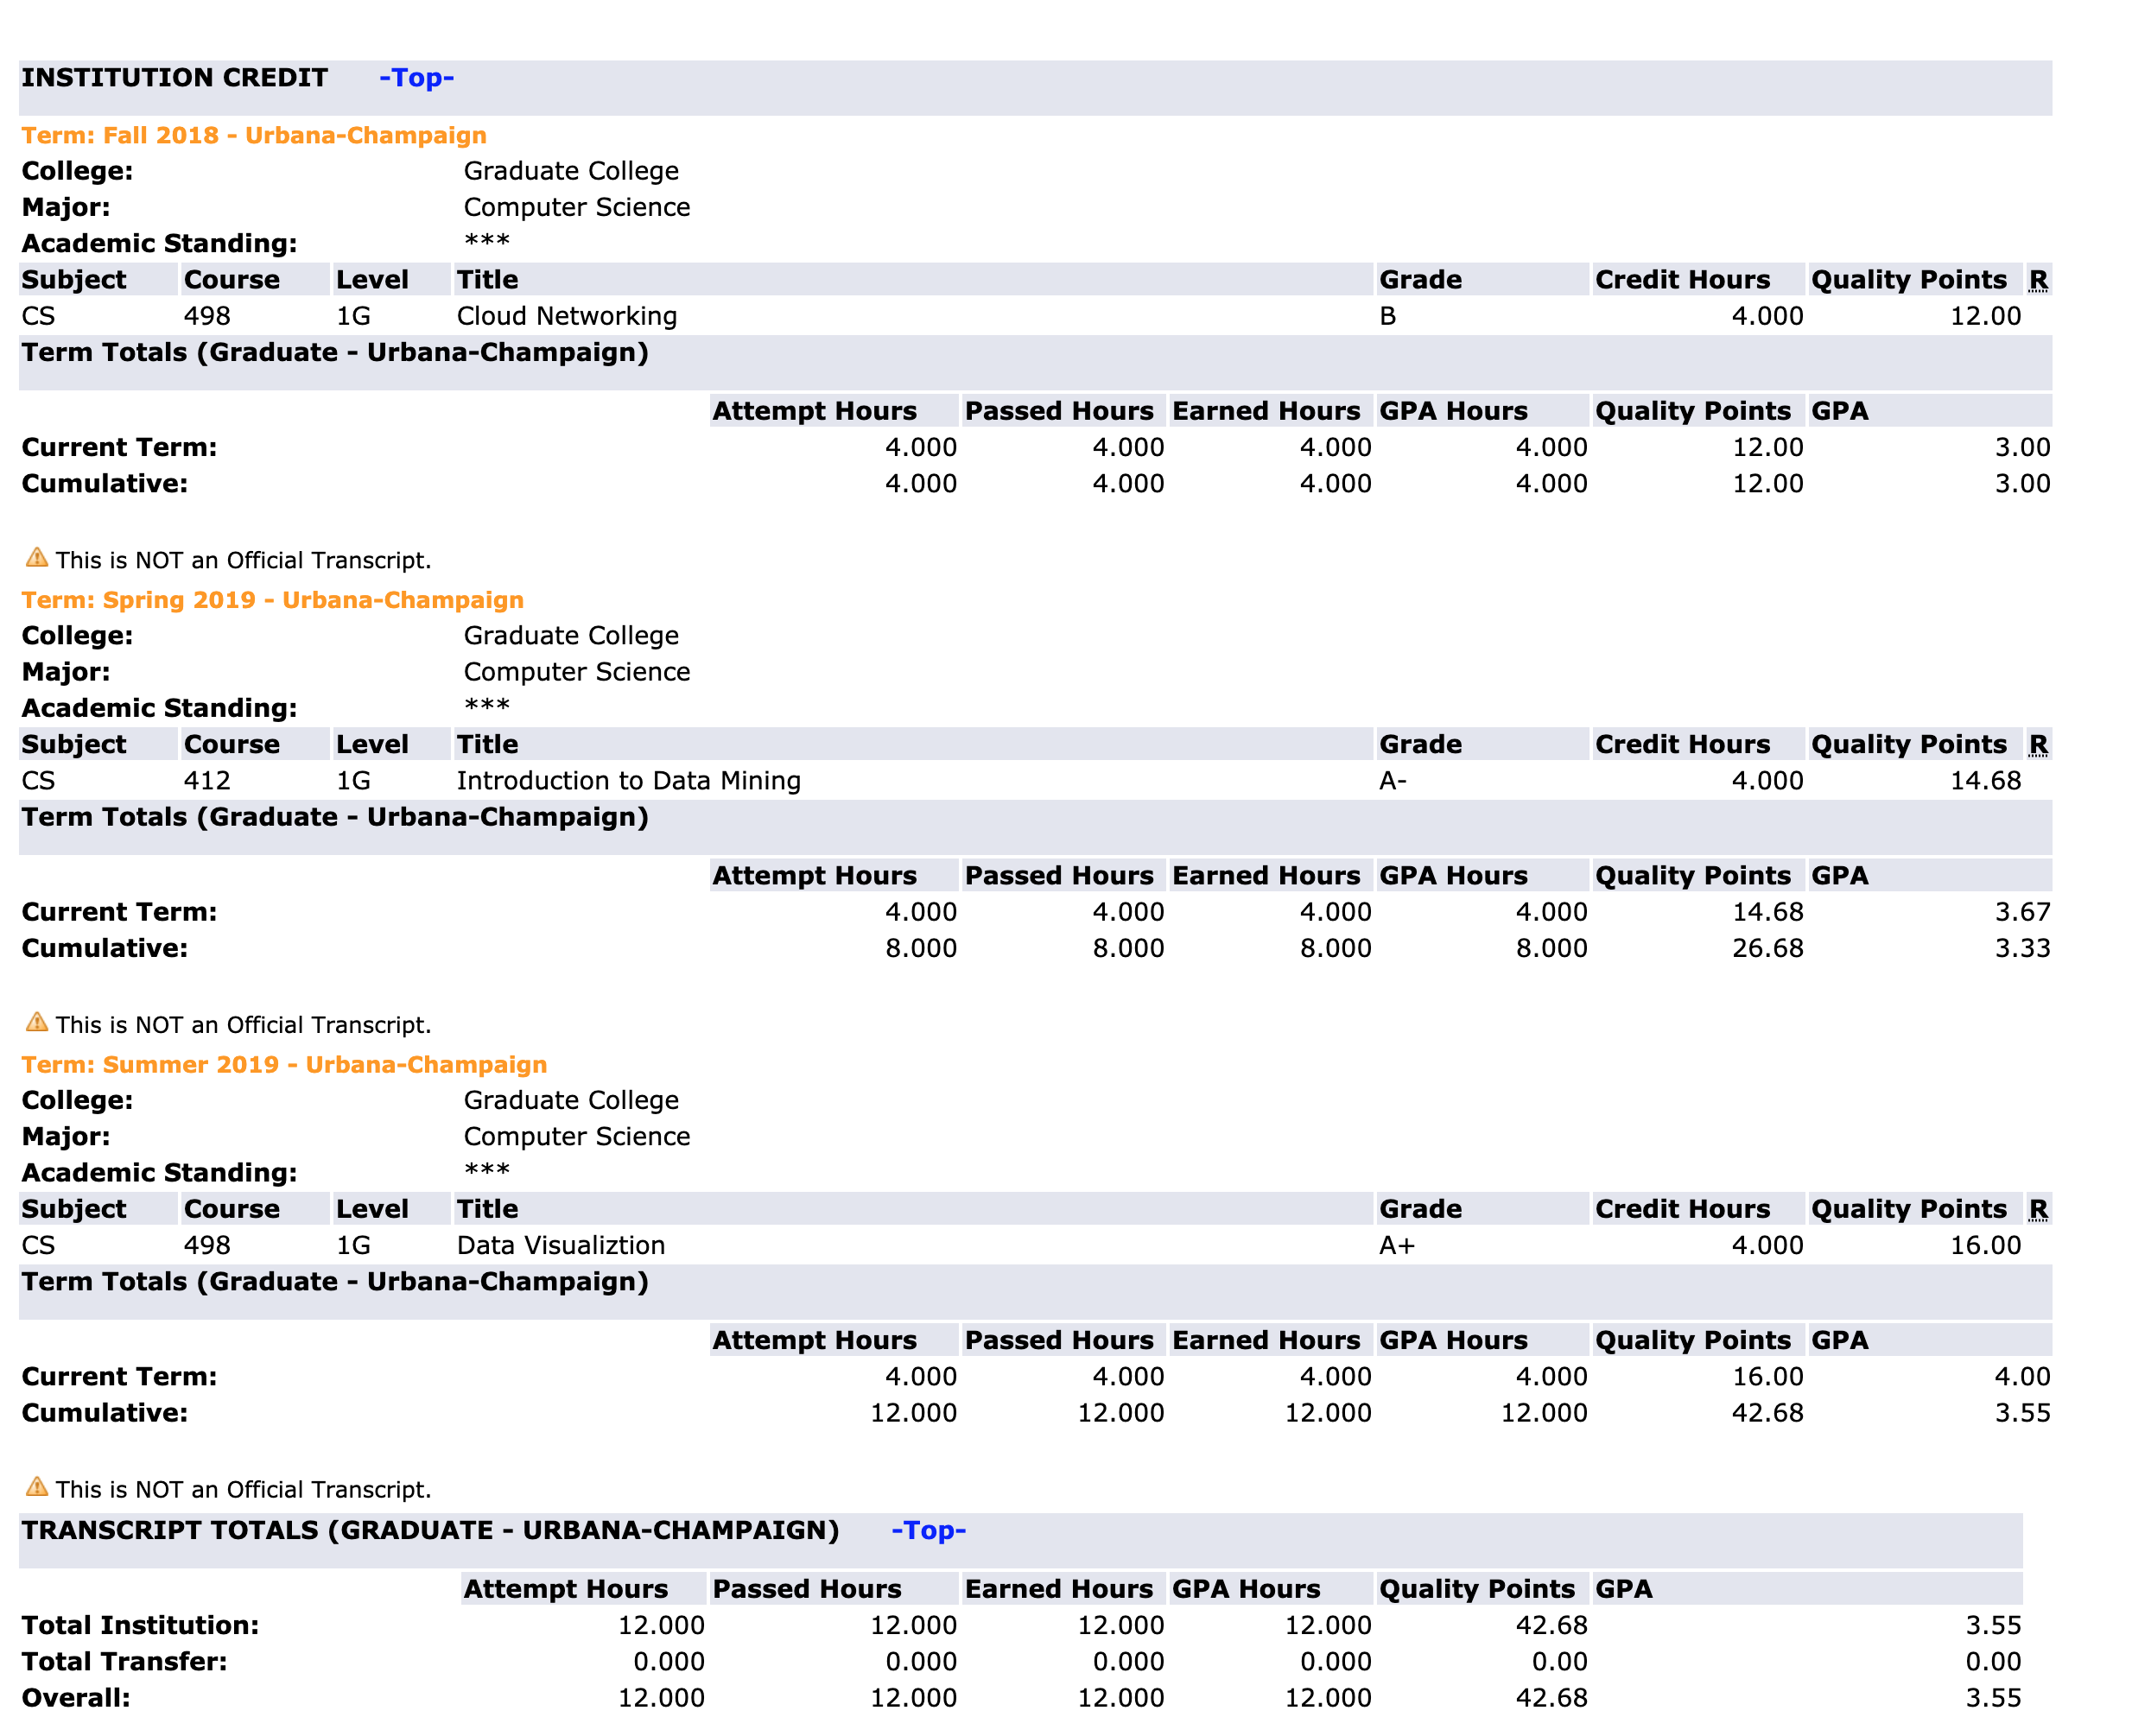 INSTITUTION CREDIT -Top-
Term: Fall 2018 - Urbana-Champaign
College: Graduate College
Major: Computer Science
Academic Standing: ***
Subject Course Level Title Grade Credit Hours Quality Points R
CS 498 1G Cloud Networking B 4.000 12.00
Term Totals (Graduate - Urbana-Champaign)
Attempt Hours Passed Hours Earned Hours GPA Hours Quality Points GPA
Current Term: 4.000 4.000 4.000 4.000 12.00 3.00
Cumulative: 4.000 4.000 4.000 4.000 12.00 3.00
This is NOT an Official Transcript.
Term: Spring 2019 - Urbana-Champaign
College: Graduate College
Major: Computer Science
Academic Standing: ***
Subject Course Level Title Grade Credit Hours Quality Points R
CS 412 1G Introduction to Data Mining A- 4.000 14.68
Term Totals (Graduate - Urbana-Champaign)
Attempt Hours Passed Hours Earned Hours GPA Hours Quality Points GPA
Current Term: 4.000 4.000 4.000 4.000 14.68 3.67
Cumulative: 8.000 8.000 8.000 8.000 26.68 3.33
This is NOT an Official Transcript.
Term: Summer 2019 - Urbana-Champaign
College: Graduate College
Major: Computer Science
Academic Standing: ***
Subject Course Level Title Grade Credit Hours Quality Points R
CS 498 1G Data Visualiztion A+ 4.000 16.00
Term Totals (Graduate - Urbana-Champaign)
Attempt Hours Passed Hours Earned Hours GPA Hours Quality Points GPA
Current Term: 4.000 4.000 4.000 4.000 16.00 4.00
Cumulative: 12.000 12.000 12.000 12.000 42.68 3.55
This is NOT an Official Transcript.
TRANSCRIPT TOTALS (GRADUATE - URBANA-CHAMPAIGN) -Top-
Attempt Hours Passed Hours Earned Hours GPA Hours Quality Points GPA
Total Institution: 12.000 12.000 12.000 12.000 42.68 3.55
Total Transfer: 0.000 0.000 0.000 0.000 0.00 0.00
Overall: 12.000 12.000 12.000 12.000 42.68 3.55